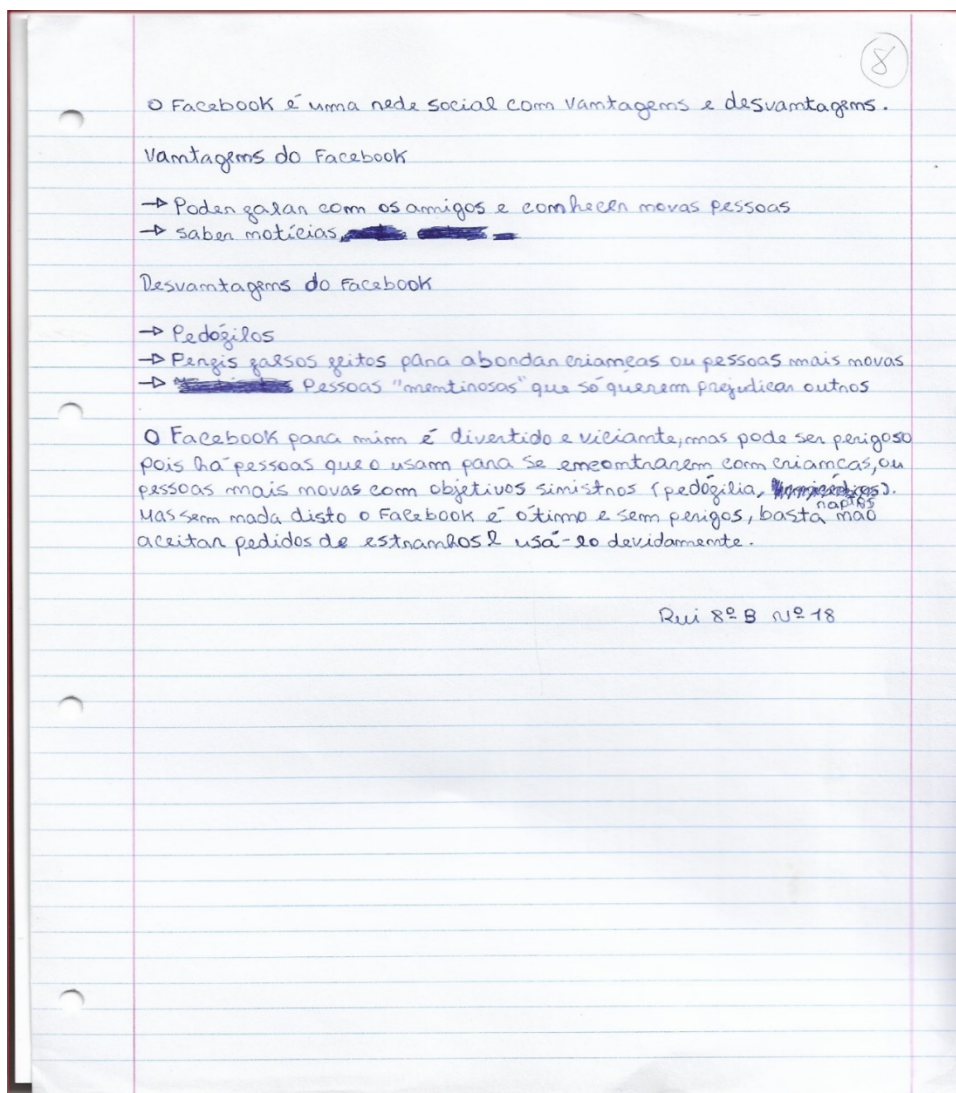 8
O Facebook é uma rede social com vantagens e desvantagens.
Vantagens do Facebook
→ Poder falar com os amigos e conhecer novas pessoas
→ saber notícias
Desvantagens do Facebook
→ Pedófilos
→ Perfis falsos feitos para abordar crianças ou pessoas mais novas
→ Pessoas "mentirosas" que só querem prejudicar outros
O Facebook para mim é divertido e viciante, mas pode ser perigoso
pois há pessoas que o usam para se encontrarem com criancas, ou
pessoas mais novas com objetivos sinistros (pedófilia, raptos).
Mas sem nada disto o Facebook é ótimo e sem perigos, basta não
aceitar pedidos de estranhos e usá-lo devidamente.
Rui 8º B Nº 18